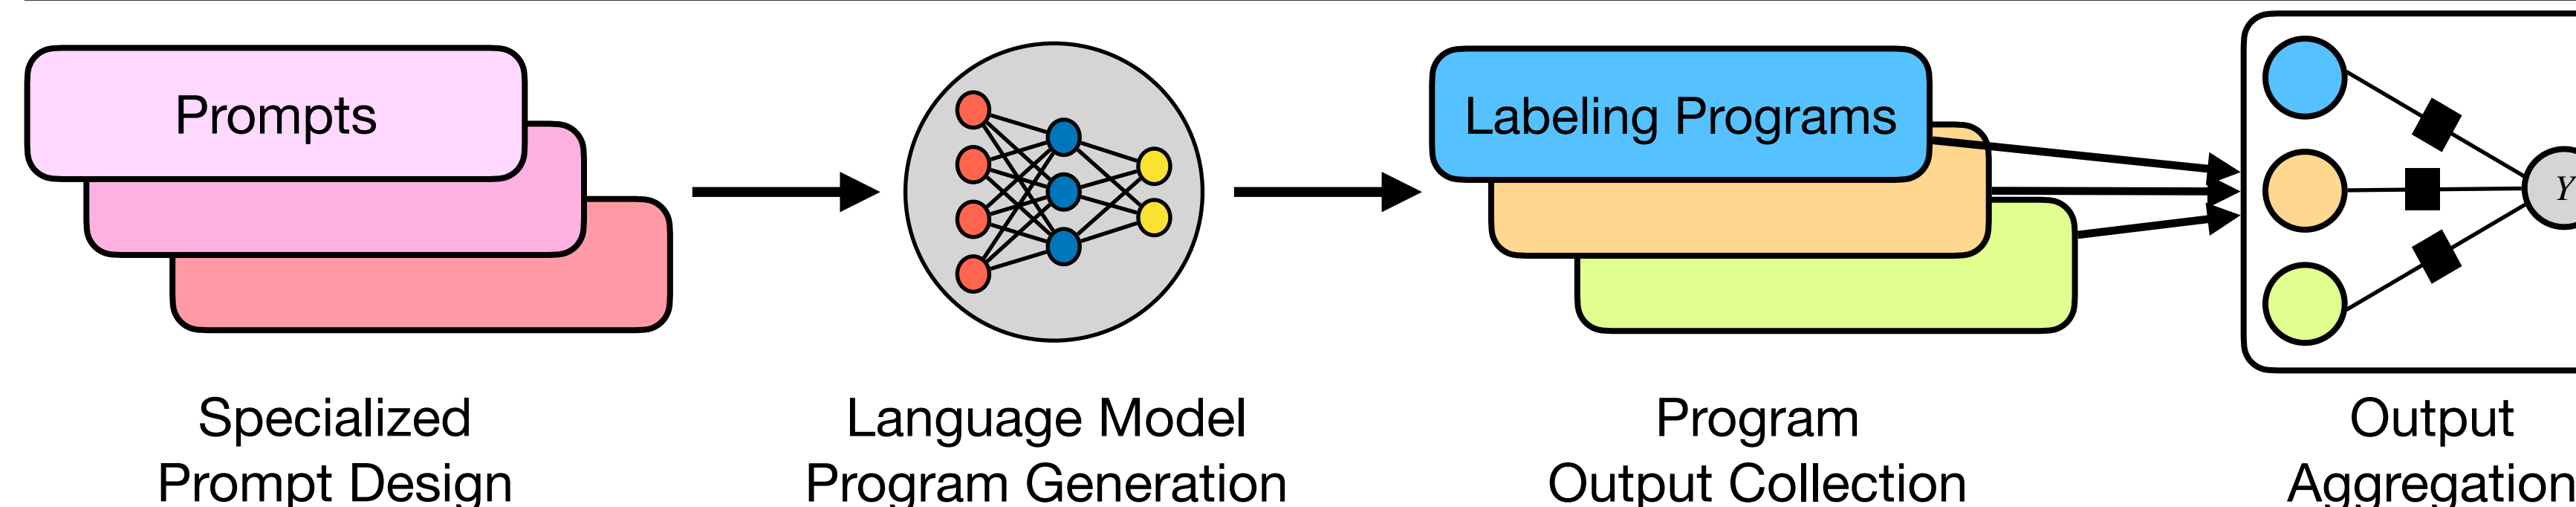 Prompts
Labeling Programs
Y
Specialized
Prompt Design
Language Model
Program Generation
Program
Output Collection
Output
Aggregation